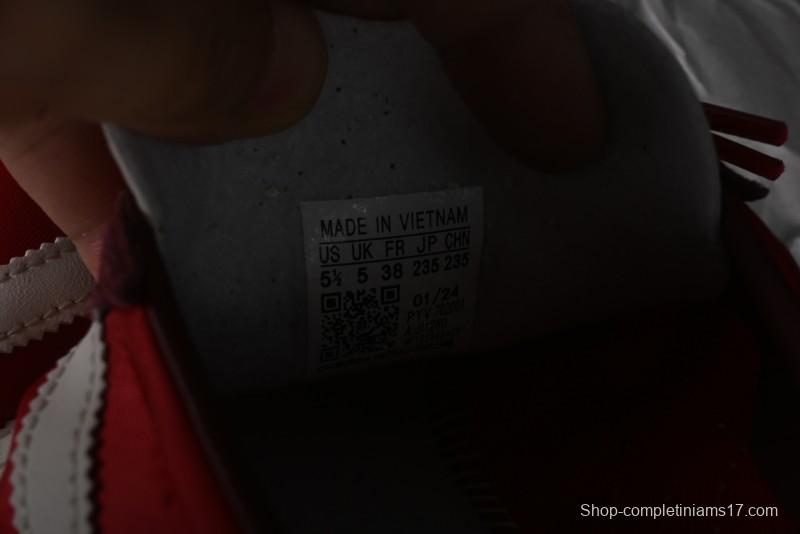 MADE IN VIETNAM
US UK FR JP CHN
5½ 5 38 235 235
01/24
PYV
Shop-completiniams17.com